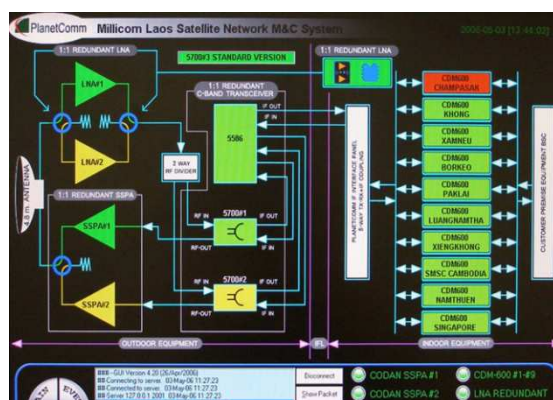 PlanetComm
Millicom Laos Satellite Network M&C System
2006-05-03 [13:46:03]
1:1 REDUNDANT LNA
5700#3 STANDARD VERSION
1:1 REDUNDANT LNA
LNA#1
LNA#2
1:1 REDUNDANT
C-BAND TRANSCEIVER
5586
IF OUT
IF IN
2 WAY
RF DIVIDER
4.8 m. ANTENNA
1:1 REDUNDANT SSPA
SSPA#1
SSPA#2
5700#1
RF IN
IF OUT
RF-OUT
IF IN
5700#2
RF IN
IF OUT
RF-OUT
IF IN
PLANETCOMM IF INTERFACE PANEL
CDM600
CHAMPASAK
CDM600
KHONG
CDM600
XAMNEU
CDM600
BORKEO
CDM600
PAKLAI
CDM600
LUANGNAMTHA
CDM600
XIENGKHONG
CDM600
SMSC CAMBODIA
CDM600
NAMTHUEN
CDM600
SINGAPORE
CUSTOMER PREMISE EQUIPMENT BSC
OUTDOOR EQUIPMENT
IFL
INDOOR EQUIPMENT
### ---GUI Version 4.20 (26/Apr/2006)
## Connecting to server. 03-May-06 11:27:23
## Connected to server. 03-May-06 11:27:23
## Server 127.0.0.1 2001 03-May-06 11:27:23
Disconnect
Show Packet
CODAN SSPA #1
CDM-600 #1-#9
CODAN SSPA #2
LNA REDUNDANT